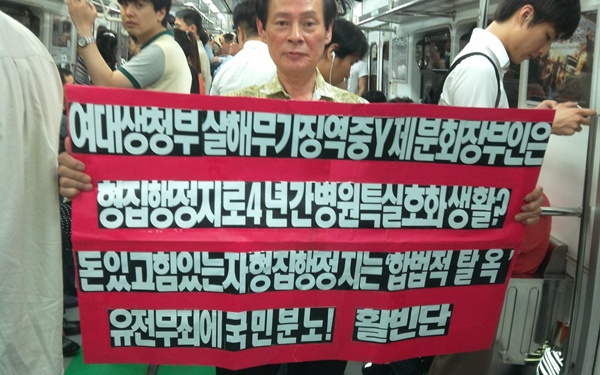 여대생청부 살해무기징역중Y제분회장부인은
형집행정지로4년간병원특실호화생활?
돈있고힘있는자형집행정지는'합법적탈옥'
유전무죄에국민분노! 활빈단